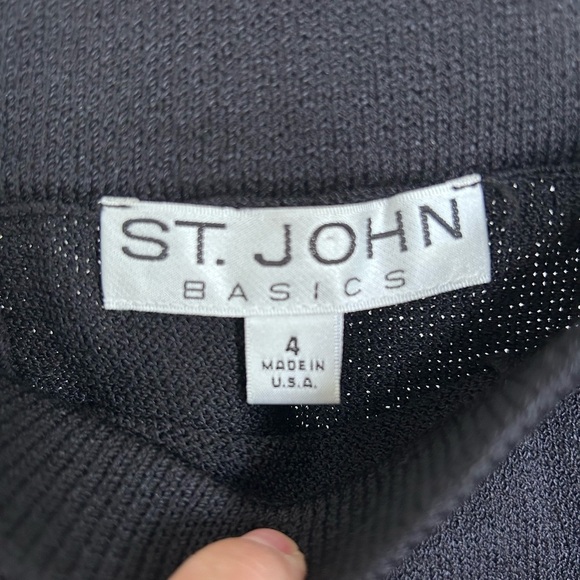 ST. JOHN
BASICS
4
MADE IN
U.S.A.